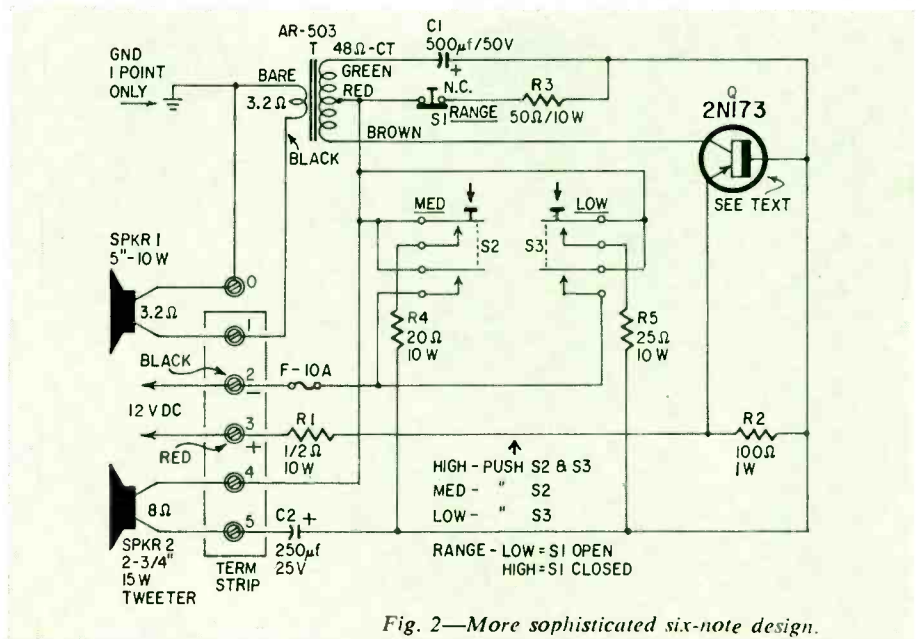 AR-503
T
48Ω-CT
GREEN
RED
BROWN
GND
1 POINT
ONLY
BARE
3.2Ω
BLACK
C1
500µf/50V
+
N.C.
S1
RANGE
R3
50Ω/10W
Q
2N173
SEE TEXT
MED
S2
LOW
S3
SPKR 1
5"-10W
3.2Ω
0
1
BLACK
2
−
F-10A
12 VDC
3
+
RED
R1
1/2Ω
10W
R4
20Ω
10W
R5
25Ω
10W
R2
100Ω
1W
4
8Ω
5
SPKR 2
2-3/4"
15W
TWEETER
TERM
STRIP
C2
+
250µf
25V
HIGH - PUSH S2 & S3
MED - " S2
LOW - " S3
RANGE - LOW = S1 OPEN
HIGH = S1 CLOSED
Fig. 2—More sophisticated six-note design.